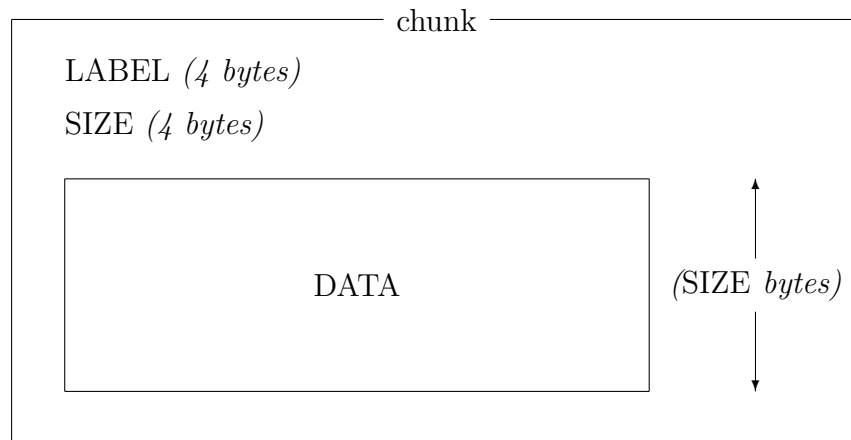 chunk
LABEL (4 bytes)
SIZE (4 bytes)
DATA
(SIZE bytes)